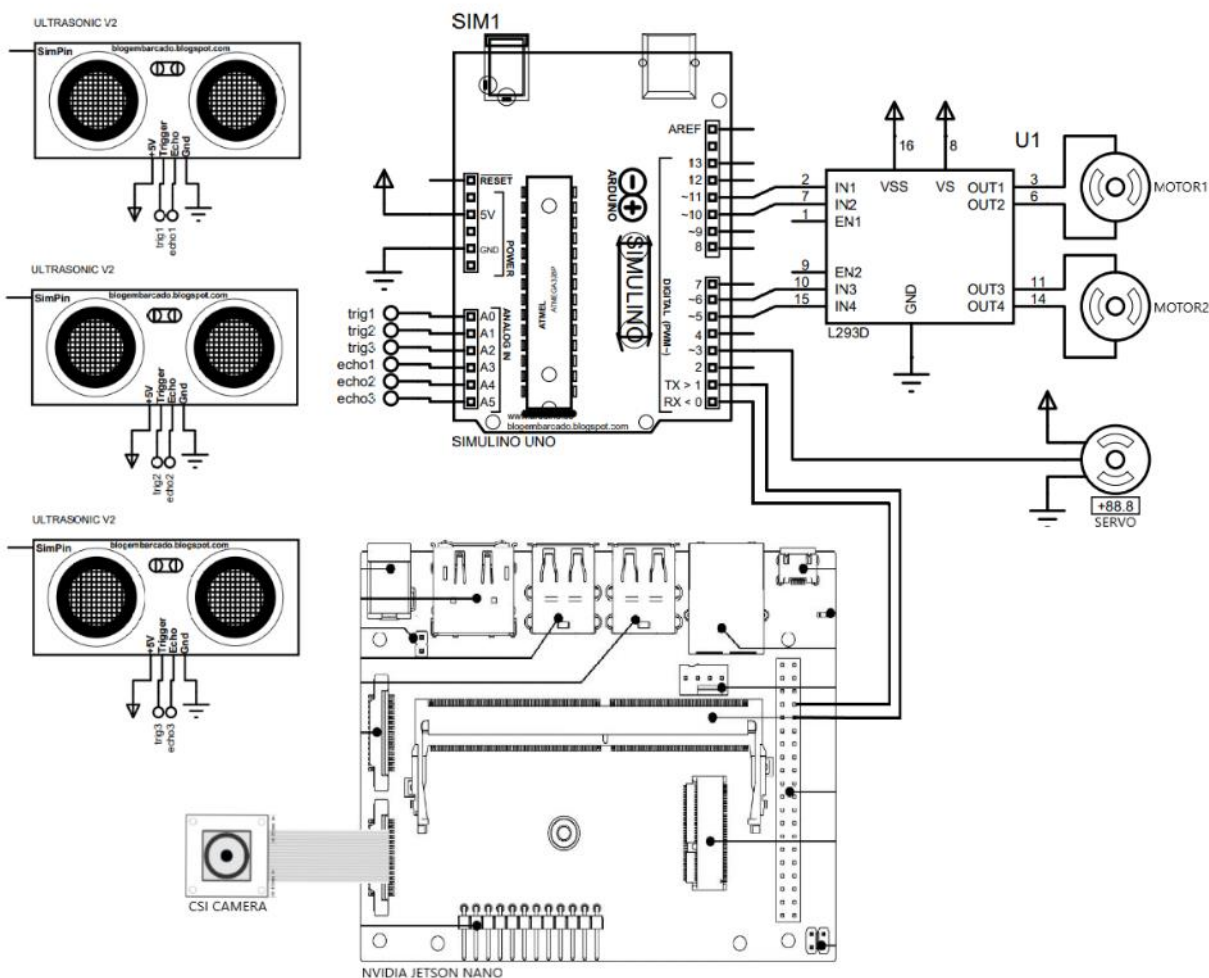 ULTRASONIC V2
SimPin
blogembarcado.blogspot.com
+5V
Trigger
Echo
Gnd
trig1
echo1
ULTRASONIC V2
SimPin
blogembarcado.blogspot.com
+5V
Trigger
Echo
Gnd
trig2
echo2
ULTRASONIC V2
SimPin
blogembarcado.blogspot.com
+5V
Trigger
Echo
Gnd
trig3
echo3
SIM1
RESET
5V
POWER
GND
trig1
trig2
trig3
echo1
echo2
echo3
A0
A1
A2
A3
A4
A5
ANALOG IN
ATMEL
ARDUINO
SIMULINO
AREF
13
12
~11
~10
~9
8
DIGITAL (PWM~)
7
~6
~5
4
~3
2
TX > 1
RX < 0
blogembarcado.blogspot.com
SIMULINO UNO
U1
16
8
VSS
VS
2
7
1
9
10
15
IN1
IN2
EN1
EN2
IN3
IN4
GND
OUT1
OUT2
OUT3
OUT4
3
6
11
14
L293D
MOTOR1
MOTOR2
+88.8
SERVO
CSI CAMERA
NVIDIA JETSON NANO